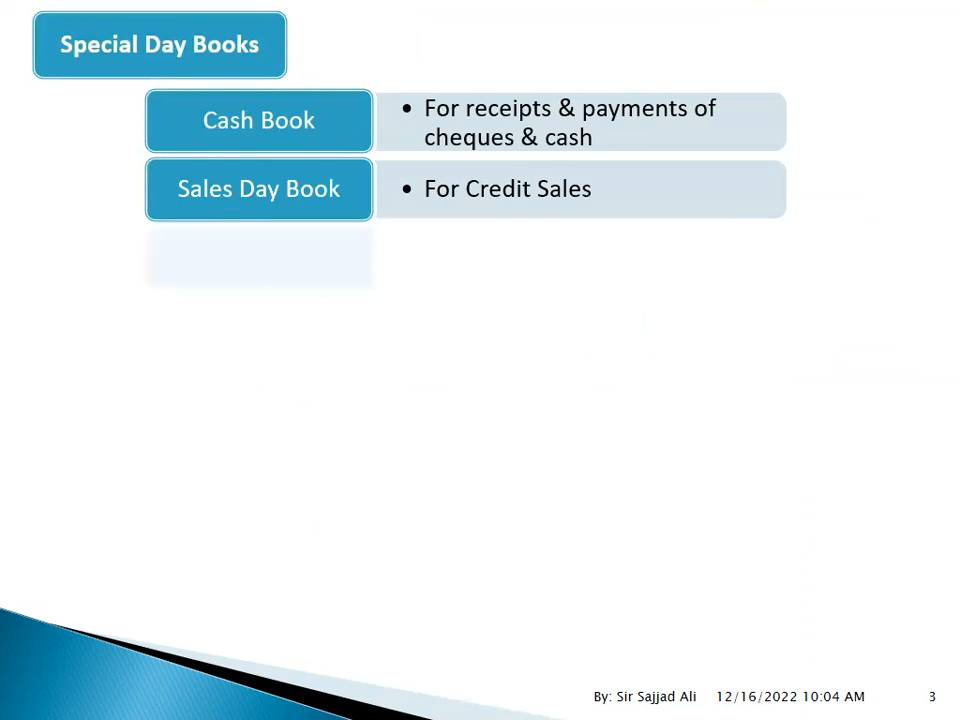 Special Day Books
Cash Book
• For receipts & payments of
cheques & cash
Sales Day Book
• For Credit Sales
By: Sir Sajjad Ali 12/16/2022 10:04 AM 3